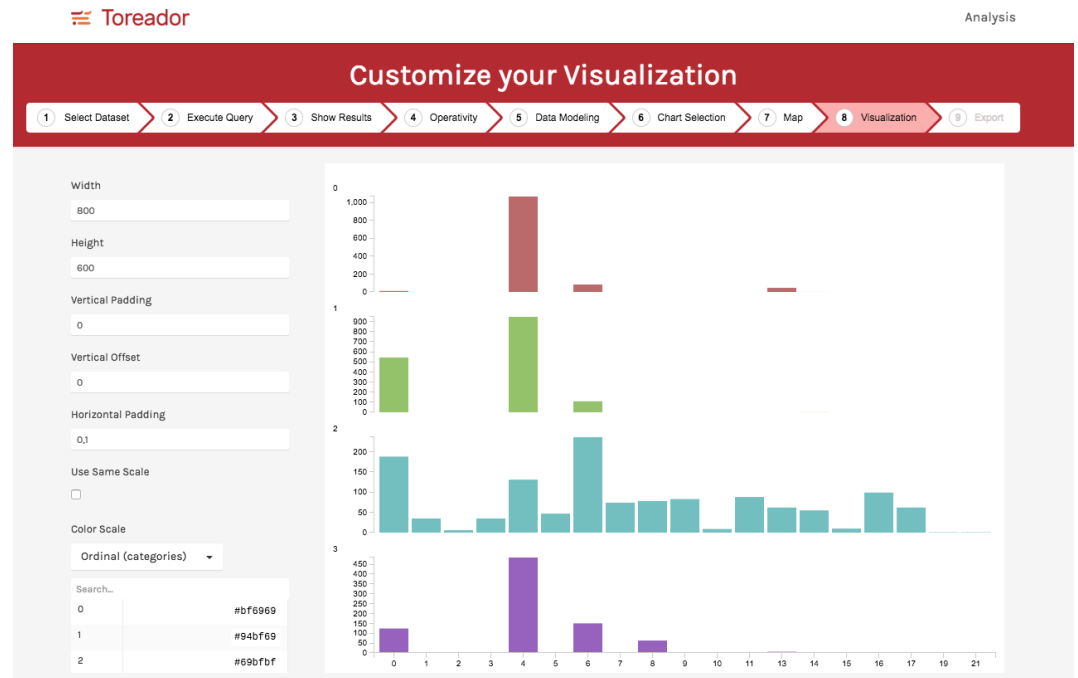 Toreador
Analysis
Customize your Visualization
1 Select Dataset 2 Execute Query 3 Show Results 4 Operativity 5 Data Modeling 6 Chart Selection 7 Map 8 Visualization 9 Export
Width
800
Height
600
Vertical Padding
0
Vertical Offset
0
Horizontal Padding
0,1
Use Same Scale
Color Scale
Ordinal (categories)
Search...
0 #bf6969
1 #94bf69
2 #69bfbf
0
1,000
800
600
400
200
0
1
900
800
700
600
500
400
300
200
100
0
2
200
150
100
50
0
3
450
400
350
300
250
200
150
100
50
0
0 1 2 3 4 5 6 7 8 9 10 11 13 14 15 16 17 19 21